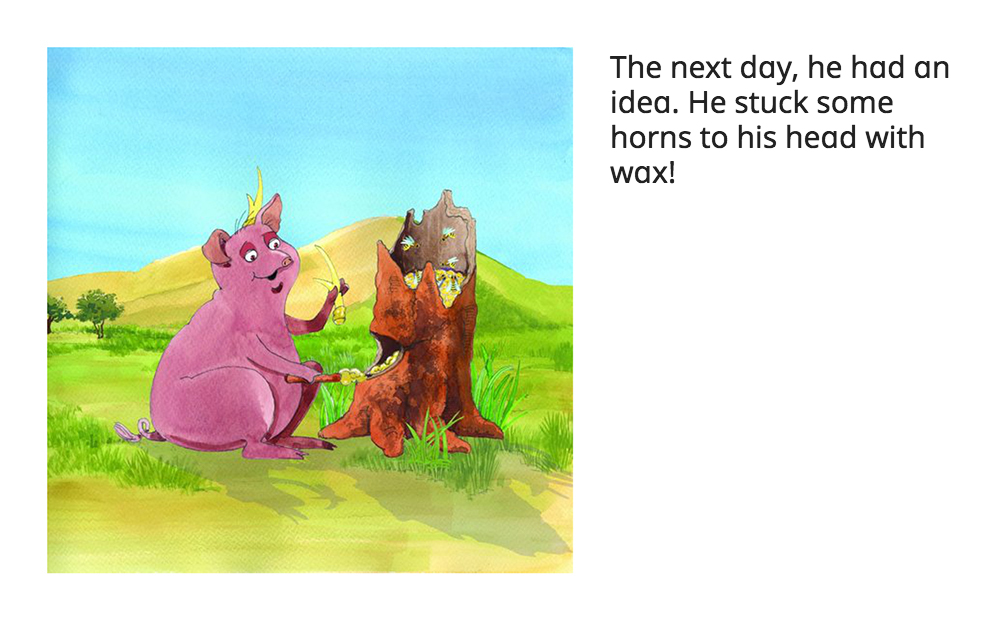 The next day, he had an
idea. He stuck some
horns to his head with
wax!